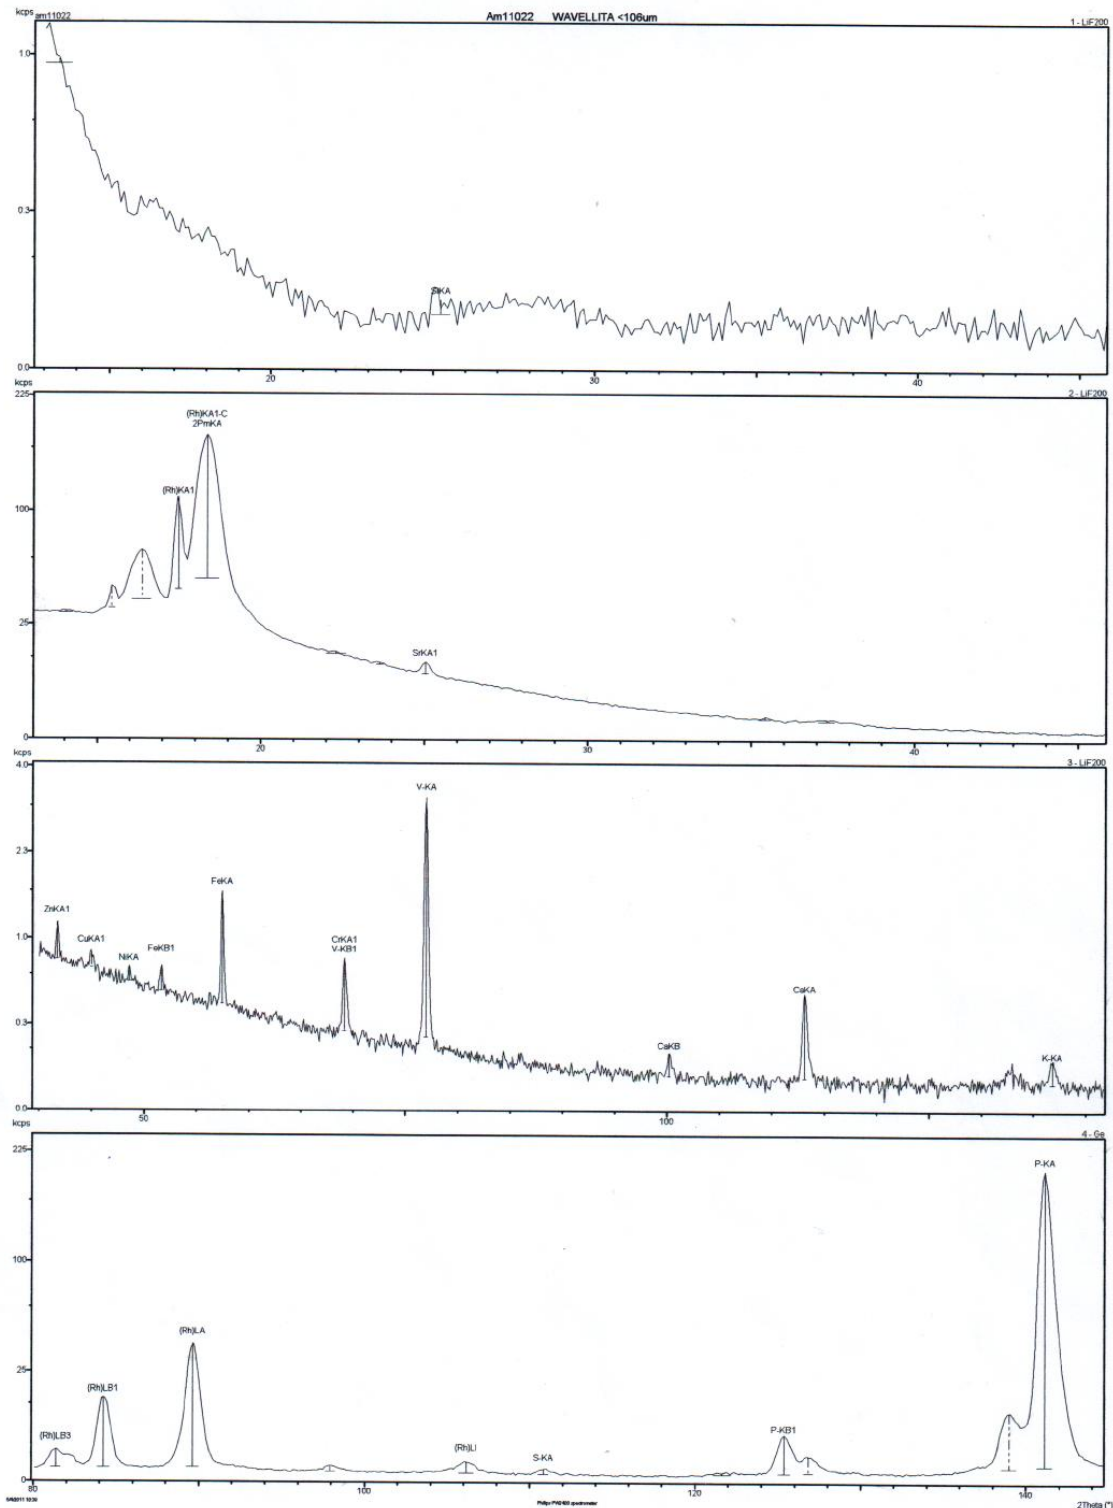 kcps am11022 Am11022 WAVELLITA <106um 1 - LiF200
1.0
0.3
SrKA
0.0
20 30 40
kcps 2 - LiF200
225
(Rh)KA1-C
2PmKA
(Rh)KA1
100
25
SrKA1
0
20 30 40
kcps 3 - LiF200
4.0
V-KA
2.3
FeKA
ZnKA1
1.0
CuKA1
CrKA1
NiKA FeKB1 V-KB1
CaKA
0.3
CaKB
K-KA
0.0
50 100
kcps 4 - Ge
225
P-KA
100
(Rh)LA
25
(Rh)LB1
(Rh)LB3
P-KB1
(Rh)Ll
S-KA
0
80 100 120 140
Philips PW2400 spectrometer
2Theta (°)